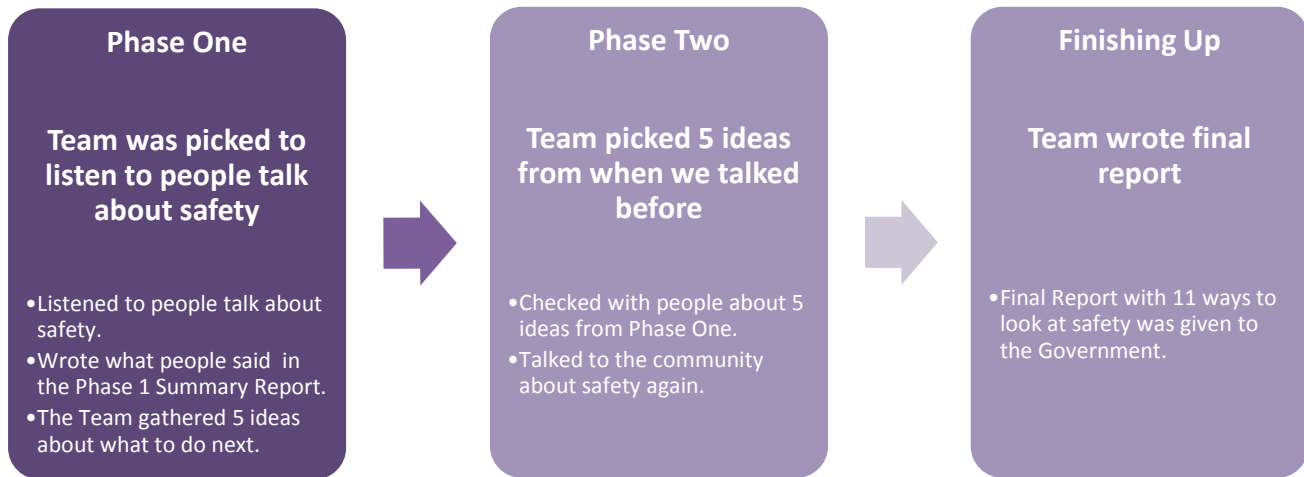 Phase One
Team was picked to
listen to people talk
about safety
•Listened to people talk about
safety.
•Wrote what people said in
the Phase 1 Summary Report.
•The Team gathered 5 ideas
about what to do next.
Phase Two
Team picked 5 ideas
from when we talked
before
•Checked with people about 5
ideas from Phase One.
•Talked to the community
about safety again.
Finishing Up
Team wrote final
report
•Final Report with 11 ways to
look at safety was given to
the Government.